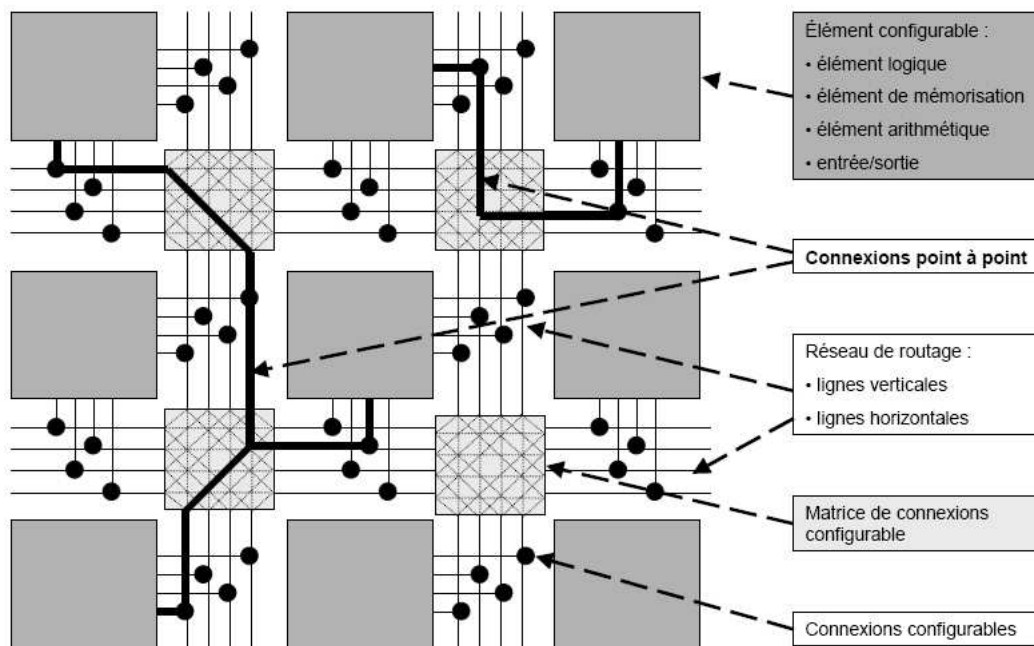 Élément configurable :
• élément logique
• élément de mémorisation
• élément arithmétique
• entrée/sortie
Connexions point à point
Réseau de routage :
• lignes verticales
• lignes horizontales
Matrice de connexions
configurable
Connexions configurables